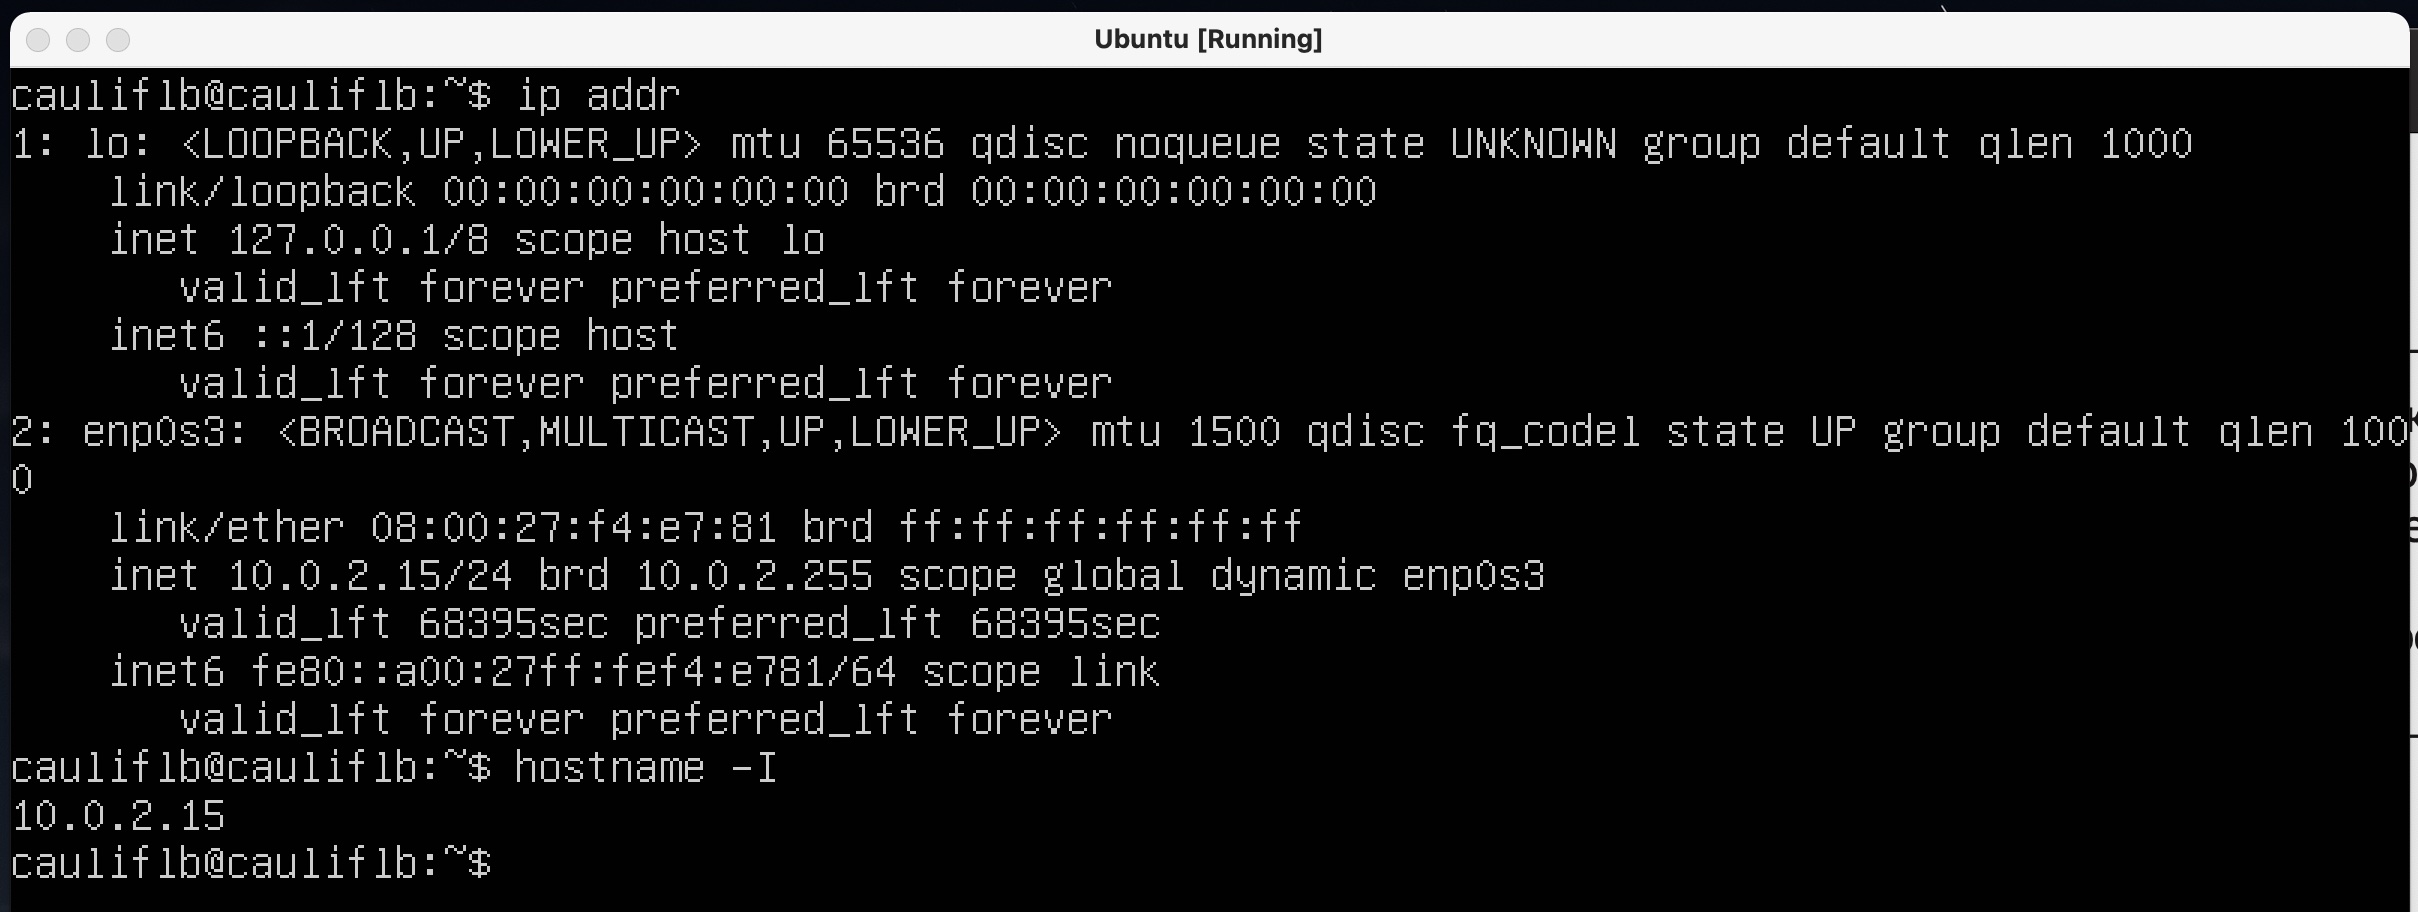 Ubuntu [Running]
cauliflb@cauliflb:~$ ip addr
1: lo: <LOOPBACK,UP,LOWER_UP> mtu 65536 qdisc noqueue state UNKNOWN group default qlen 1000
    link/loopback 00:00:00:00:00:00 brd 00:00:00:00:00:00
    inet 127.0.0.1/8 scope host lo
       valid_lft forever preferred_lft forever
    inet6 ::1/128 scope host
       valid_lft forever preferred_lft forever
2: enp0s3: <BROADCAST,MULTICAST,UP,LOWER_UP> mtu 1500 qdisc fq_codel state UP group default qlen 100
0
    link/ether 08:00:27:f4:e7:81 brd ff:ff:ff:ff:ff:ff
    inet 10.0.2.15/24 brd 10.0.2.255 scope global dynamic enp0s3
       valid_lft 68395sec preferred_lft 68395sec
    inet6 fe80::a00:27ff:fef4:e781/64 scope link
       valid_lft forever preferred_lft forever
cauliflb@cauliflb:~$ hostname -I
10.0.2.15
cauliflb@cauliflb:~$